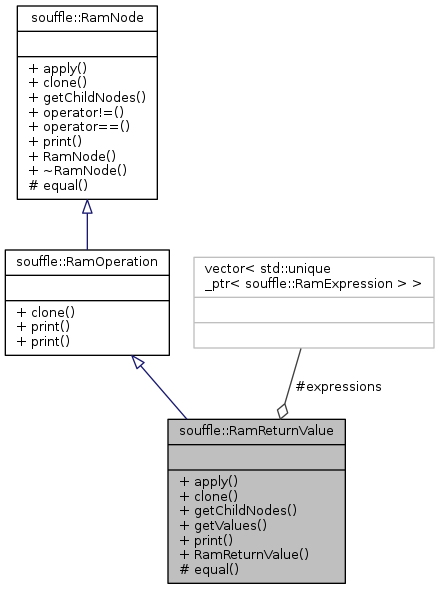 souffle::RamNode
+ apply()
+ clone()
+ getChildNodes()
+ operator!=()
+ operator==()
+ print()
+ RamNode()
+ ~RamNode()
# equal()
souffle::RamOperation
+ clone()
+ print()
+ print()
vector< std::unique
_ptr< souffle::RamExpression > >
#expressions
souffle::RamReturnValue
+ apply()
+ clone()
+ getChildNodes()
+ getValues()
+ print()
+ RamReturnValue()
# equal()